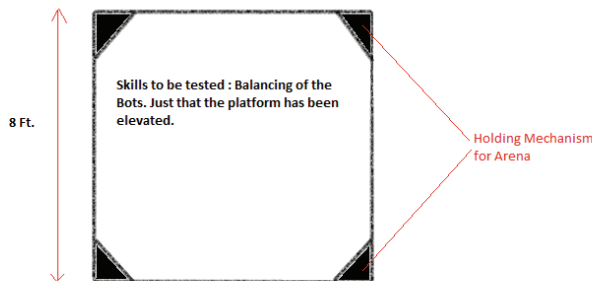 Skills to be tested : Balancing of the
Bots. Just that the platform has been
elevated.
8 Ft.
Holding Mechanism
for Arena